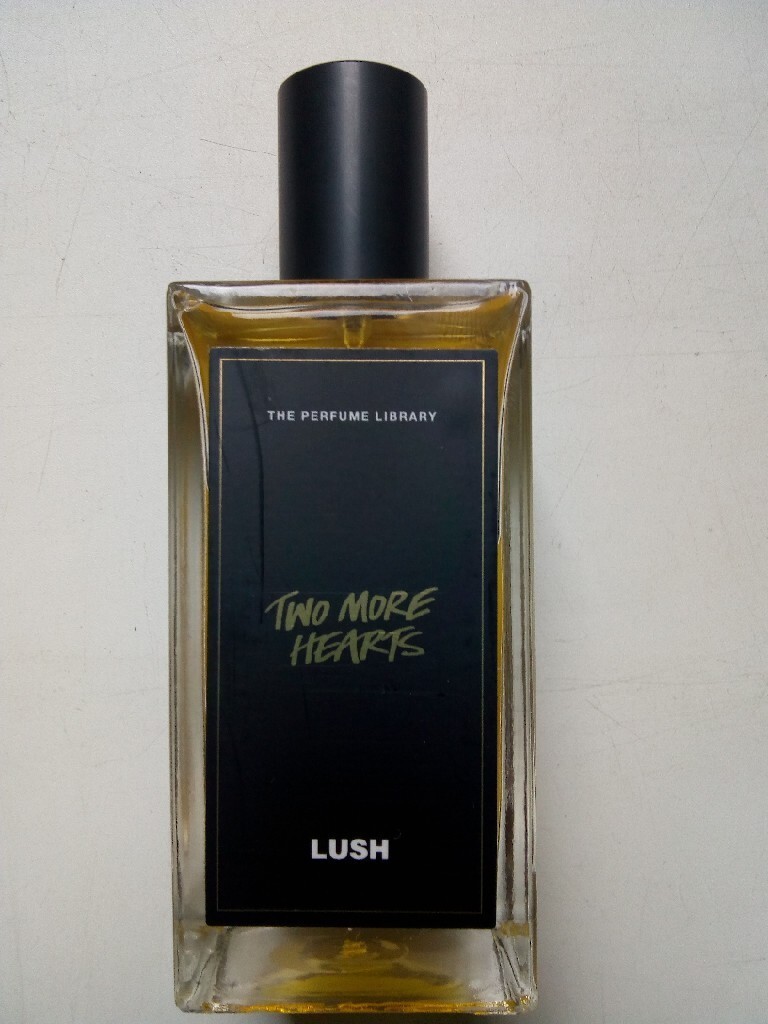 THE PERFUME LIBRARY
TWO MORE
HEARTS
LUSH